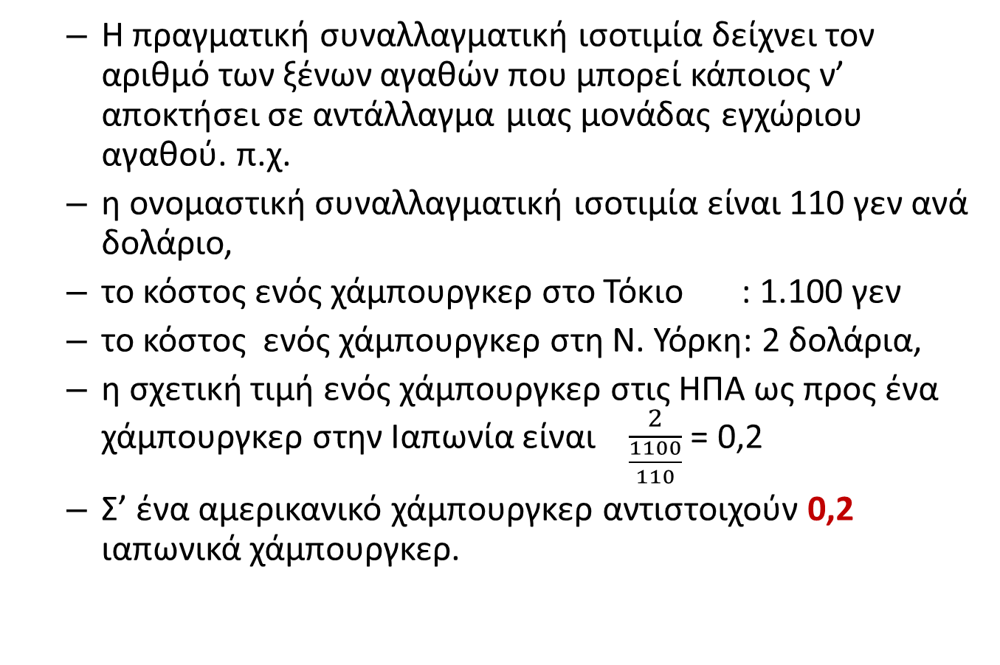 – Η πραγματική συναλλαγματική ισοτιμία δείχνει τον
αριθμό των ξένων αγαθών που μπορεί κάποιος ν’
αποκτήσει σε αντάλλαγμα μιας μονάδας εγχώριου
αγαθού. π.χ.
– η ονομαστική συναλλαγματική ισοτιμία είναι 110 γεν ανά
δολάριο,
– το κόστος ενός χάμπουργκερ στο Τόκιο : 1.100 γεν
– το κόστος ενός χάμπουργκερ στη Ν. Υόρκη: 2 δολάρια,
– η σχετική τιμή ενός χάμπουργκερ στις ΗΠΑ ως προς ένα
χάμπουργκερ στην Ιαπωνία είναι 2/(1100/110) = 0,2
– Σ’ ένα αμερικανικό χάμπουργκερ αντιστοιχούν 0,2
ιαπωνικά χάμπουργκερ.